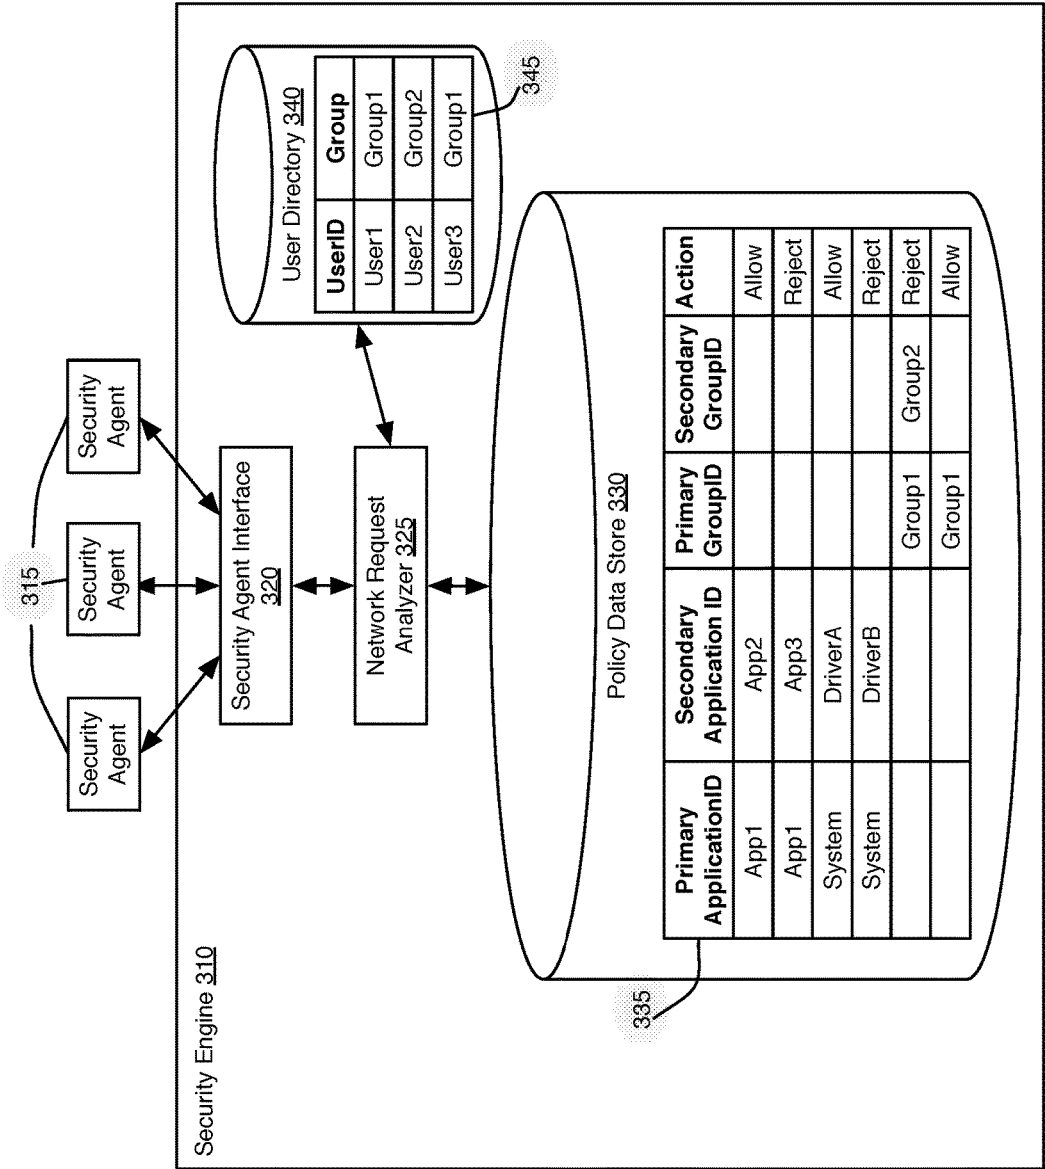 315
Security
Agent
Security
Agent
Security
Agent
Security Engine 310
Security Agent Interface
320
Network Request
Analyzer 325
User Directory 340
UserID Group
User1 Group1
User2 Group2
User3 Group1
345
Policy Data Store 330
335
Primary
ApplicationID
Secondary
Application ID
Primary
GroupID
Secondary
GroupID
Action
App1 App2 Allow
App1 App3 Reject
System DriverA Allow
System DriverB Reject
Group1 Group2 Reject
Group1 Allow